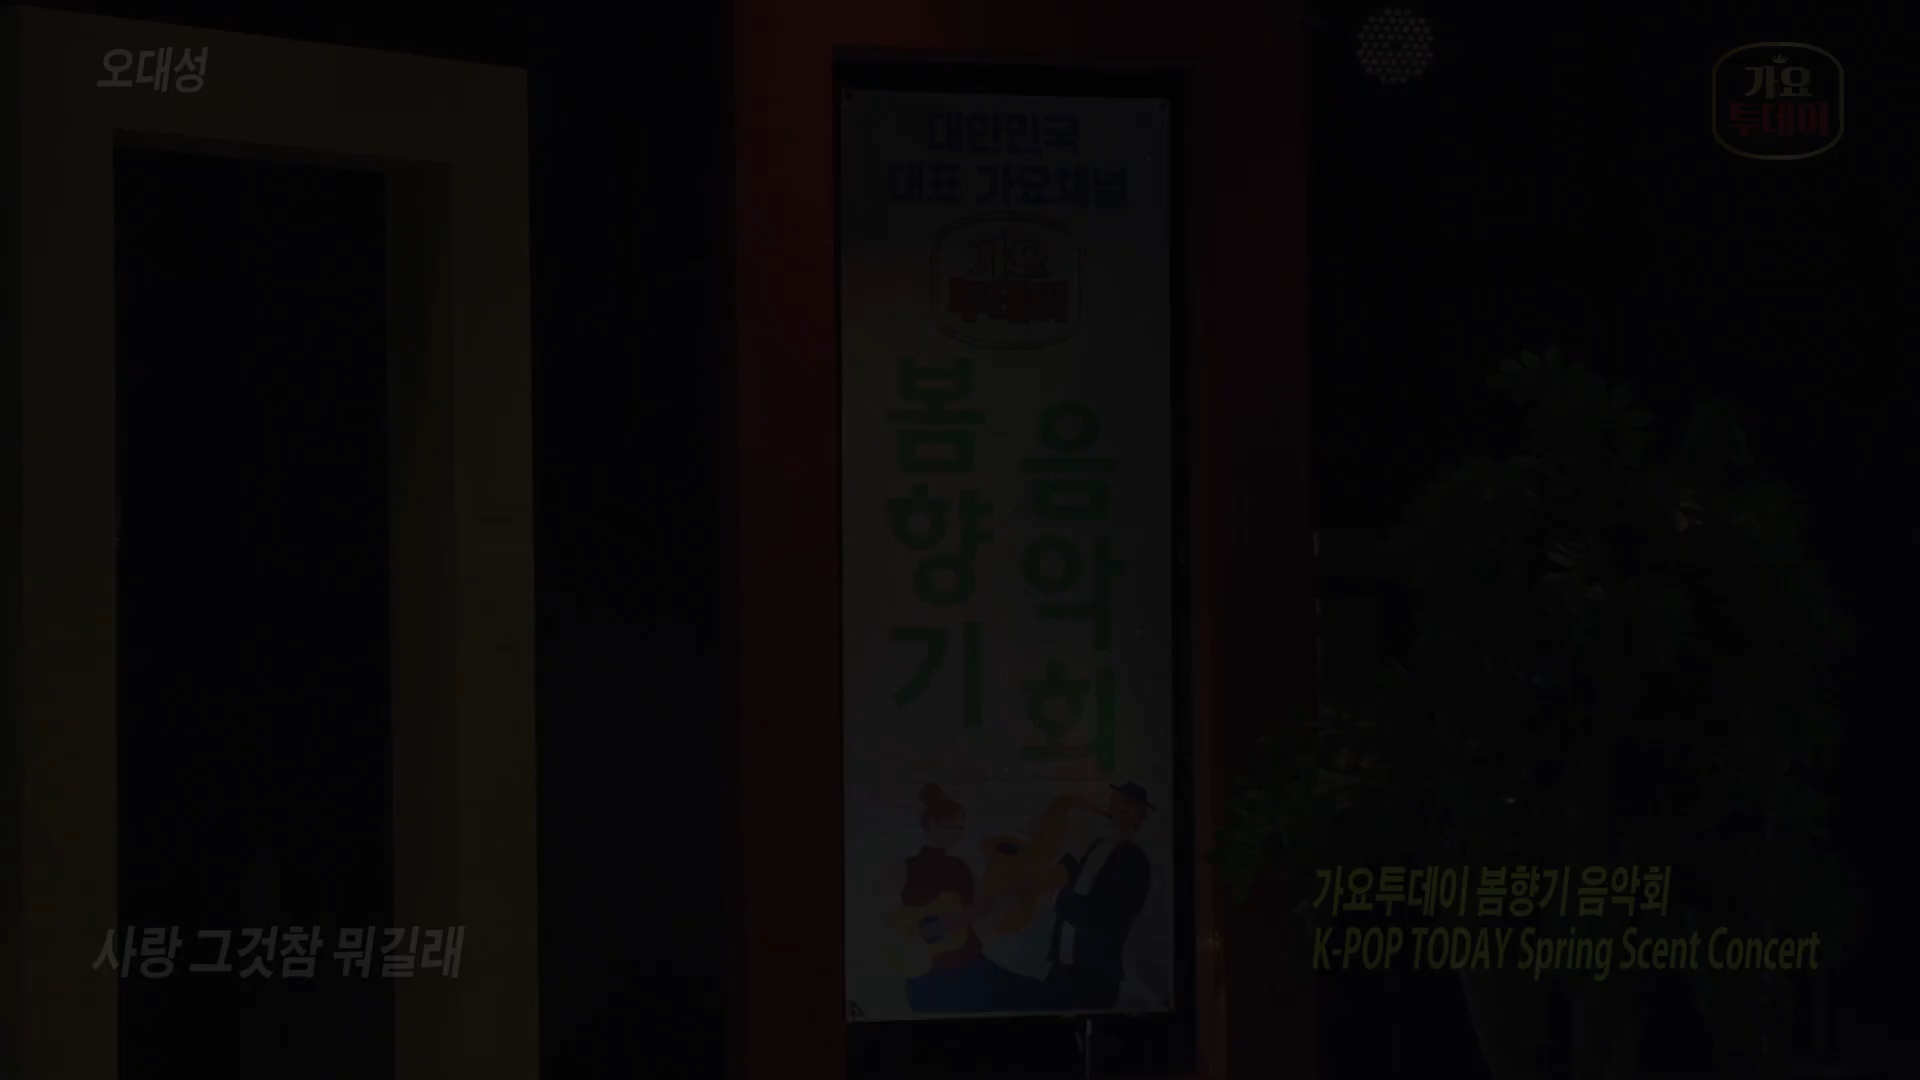 오대성
가요
투데이
대한민국
대표 가요채널
가요
투데이
봄향기
음악회
사랑 그것참 뭐길래
가요투데이 봄향기 음악회
K-POP TODAY Spring Scent Concert